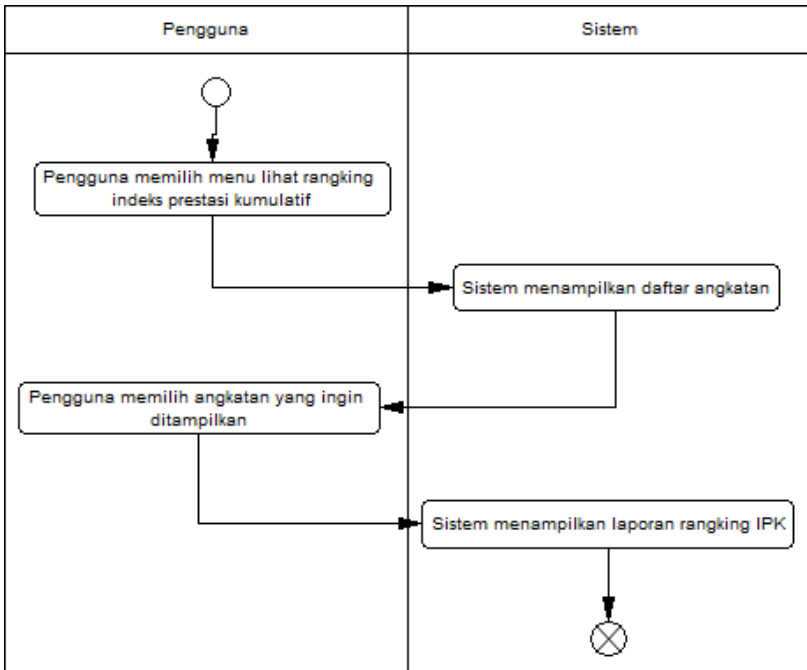 Pengguna
Sistem
Pengguna memilih menu lihat rangking
indeks prestasi kumulatif
Sistem menampilkan daftar angkatan
Pengguna memilih angkatan yang ingin
ditampilkan
Sistem menampilkan laporan rangking IPK